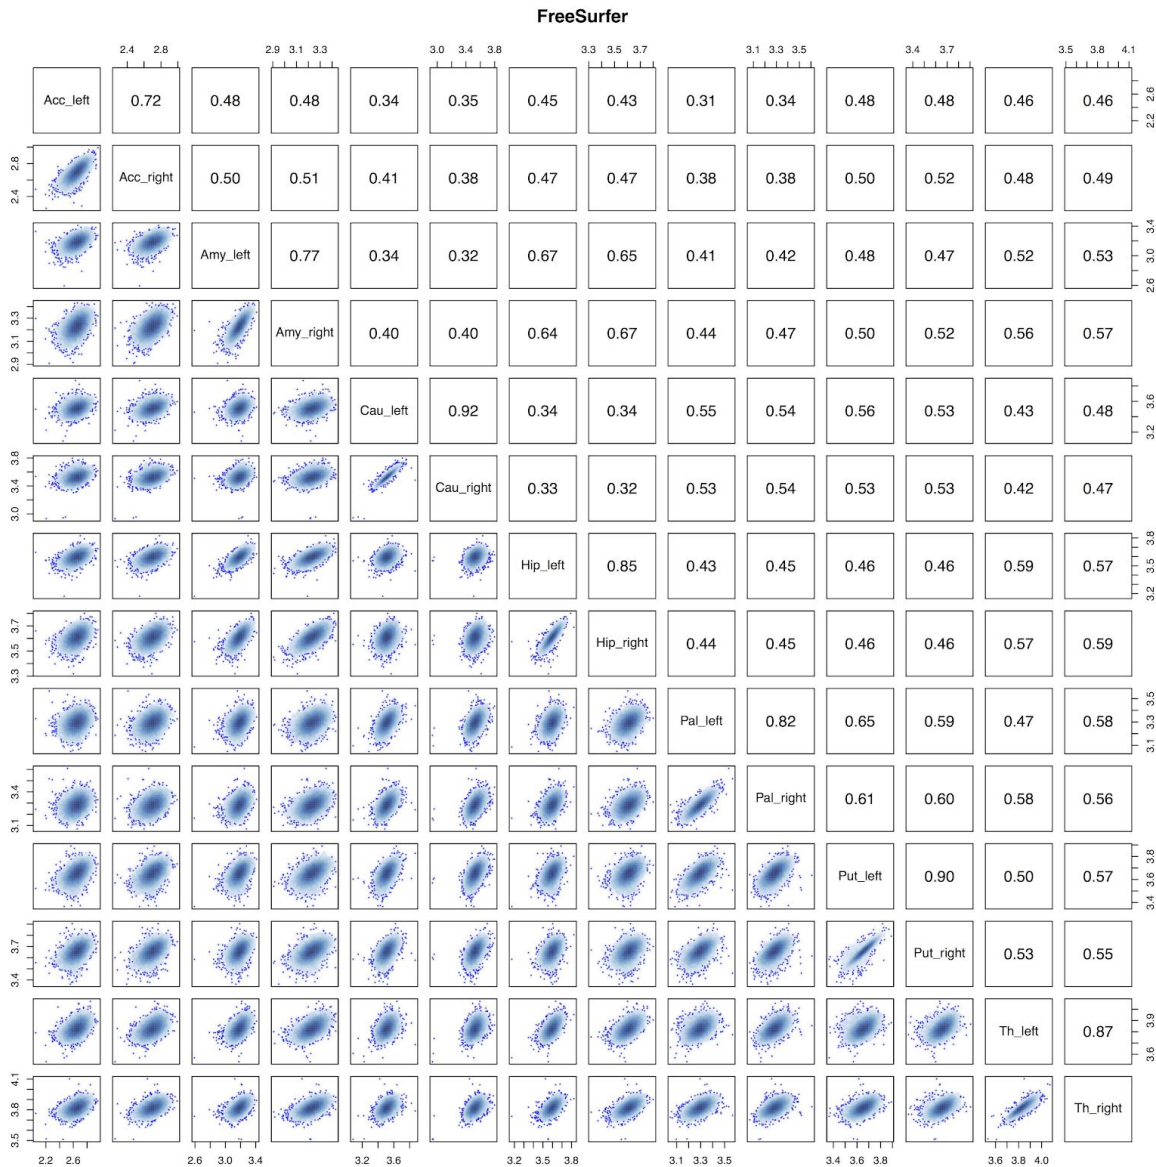 FreeSurfer
2.4 2.8 2.9 3.1 3.3 3.0 3.4 3.8 3.3 3.5 3.7 3.1 3.3 3.5 3.4 3.7 3.5 3.8 4.1
Acc_left 0.72 0.48 0.48 0.34 0.35 0.45 0.43 0.31 0.34 0.48 0.48 0.46 0.46 2.2 2.6
2.4 2.8 Acc_right 0.50 0.51 0.41 0.38 0.47 0.47 0.38 0.38 0.50 0.52 0.48 0.49
Amy_left 0.77 0.34 0.32 0.67 0.65 0.41 0.42 0.48 0.47 0.52 0.53 2.6 3.0 3.4
2.9 3.1 3.3 Amy_right 0.40 0.40 0.64 0.67 0.44 0.47 0.50 0.52 0.56 0.57
Cau_left 0.92 0.34 0.34 0.55 0.54 0.56 0.53 0.43 0.48 3.2 3.6
3.0 3.4 3.8 Cau_right 0.33 0.32 0.53 0.54 0.53 0.53 0.42 0.47
Hip_left 0.85 0.43 0.45 0.46 0.46 0.59 0.57 3.2 3.5 3.8
3.3 3.5 3.7 Hip_right 0.44 0.45 0.46 0.46 0.57 0.59
Pal_left 0.82 0.65 0.59 0.47 0.58 3.1 3.3 3.5
3.1 3.4 Pal_right 0.61 0.60 0.58 0.56
Put_left 0.90 0.50 0.57 3.4 3.6 3.8
3.4 3.7 Put_right 0.53 0.55
Th_left 0.87 3.6 3.9
3.5 3.8 4.1 Th_right
2.2 2.6 2.6 3.0 3.4 3.2 3.6 3.2 3.5 3.8 3.1 3.3 3.5 3.4 3.6 3.8 3.6 3.8 4.0